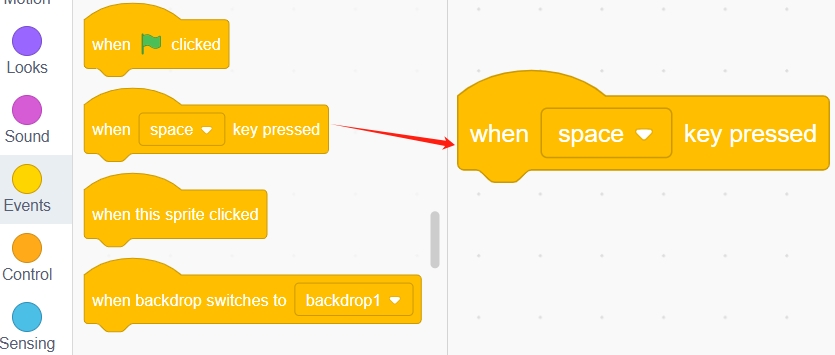 Motion
Looks
Sound
Events
Control
Sensing
when clicked
when space key pressed
when this sprite clicked
when backdrop switches to backdrop1
when space key pressed